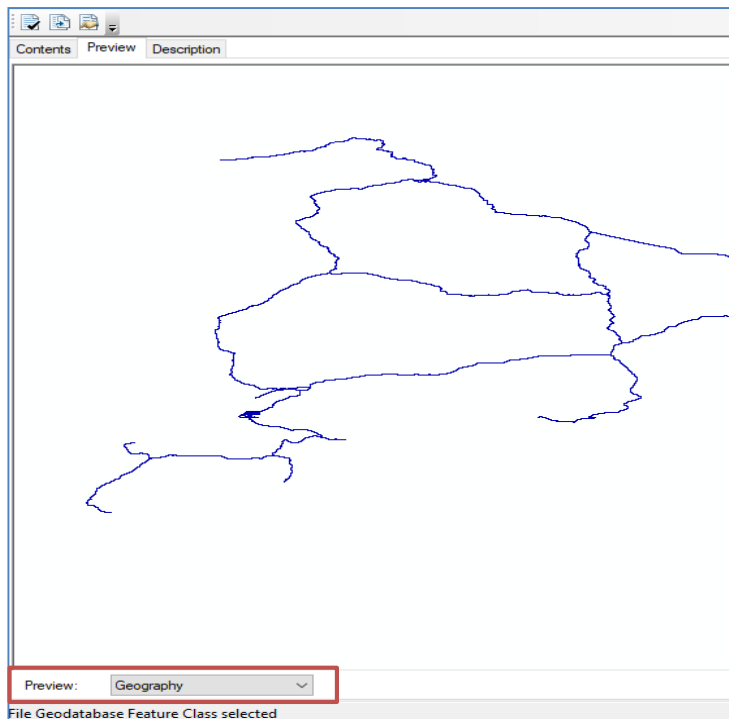 Contents Preview Description
Preview: Geography
File Geodatabase Feature Class selected